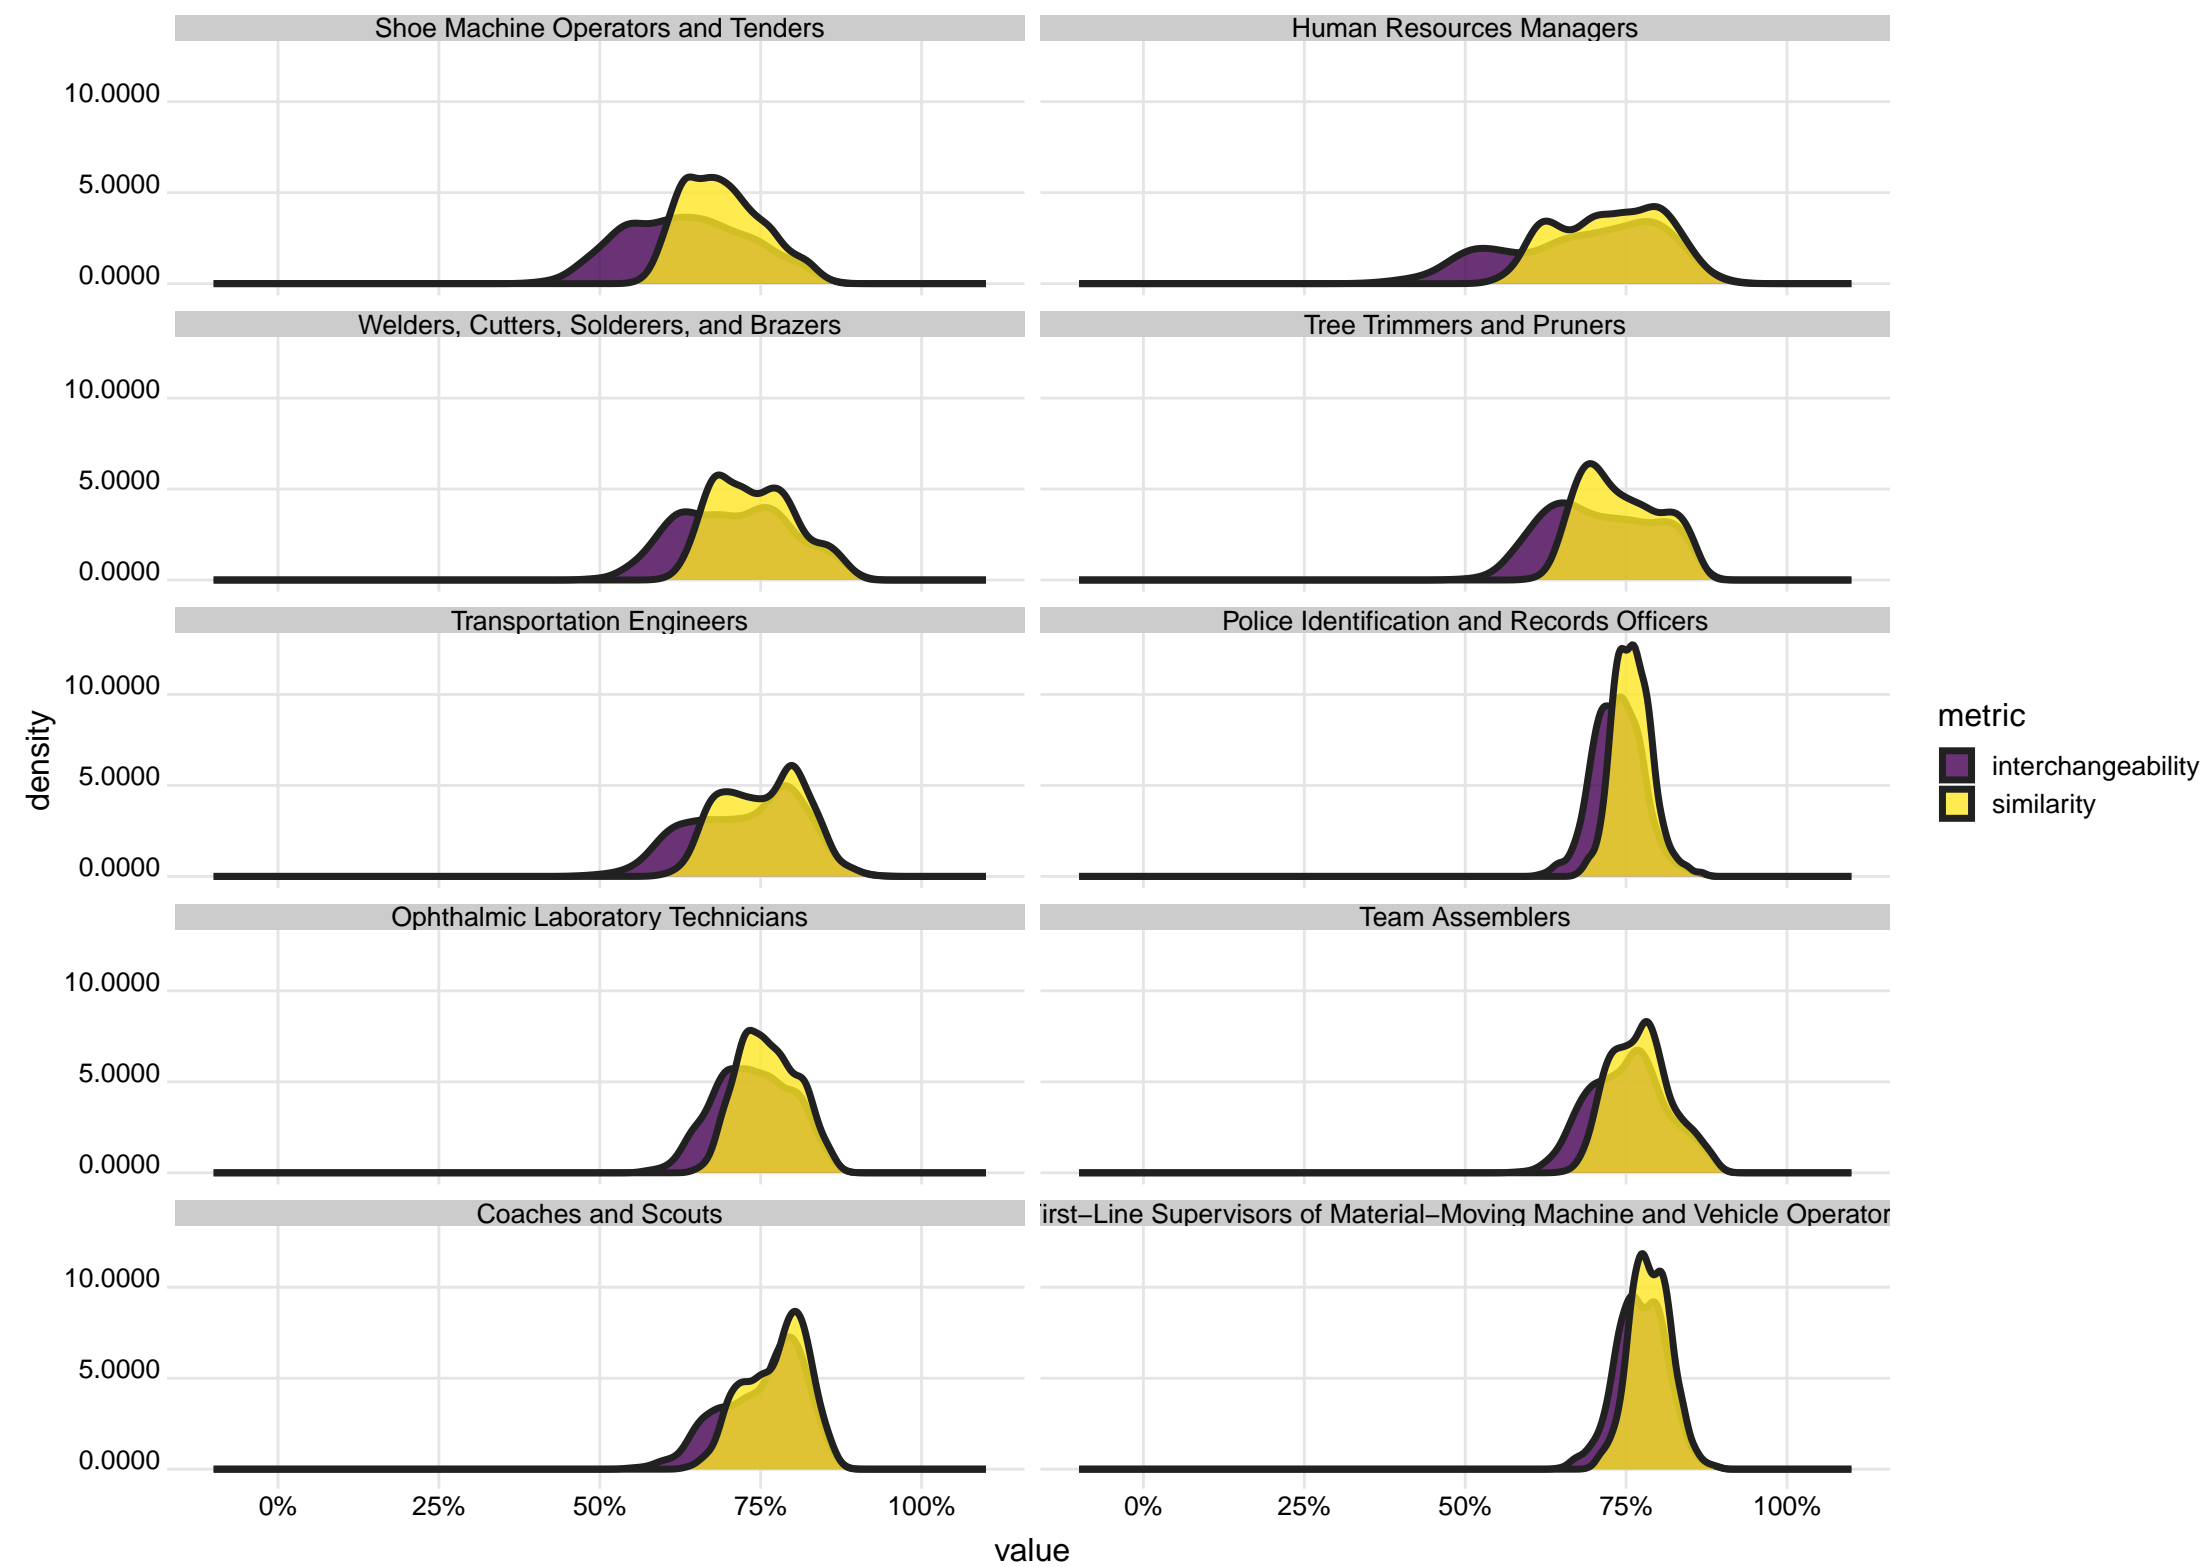 Shoe Machine Operators and Tenders
Human Resources Managers
10.0000
5.0000
0.0000
Welders, Cutters, Solderers, and Brazers
Tree Trimmers and Pruners
10.0000
5.0000
0.0000
Transportation Engineers
Police Identification and Records Officers
10.0000
5.0000
0.0000
Ophthalmic Laboratory Technicians
Team Assemblers
10.0000
5.0000
0.0000
Coaches and Scouts
irst–Line Supervisors of Material–Moving Machine and Vehicle Operator
10.0000
5.0000
0.0000
0%
25%
50%
75%
100%
0%
25%
50%
75%
100%
value
density
metric
interchangeability
similarity